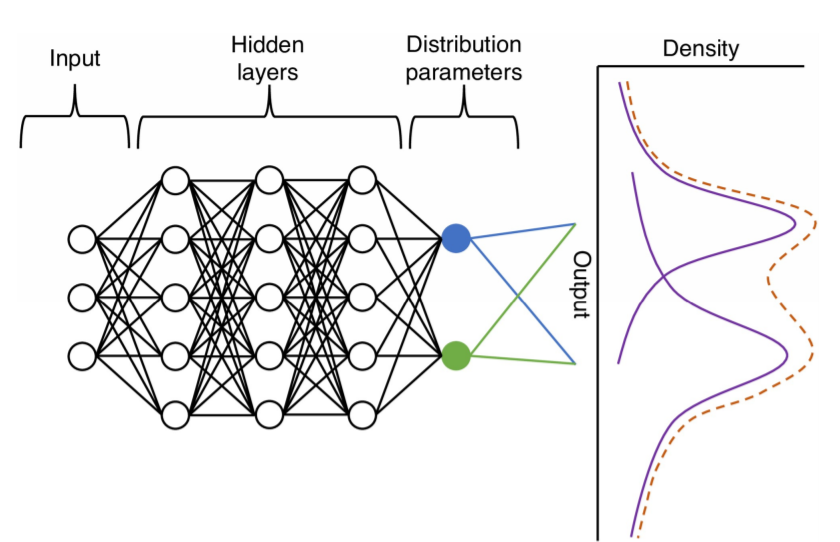 Input
Hidden
layers
Distribution
parameters
Density
Output